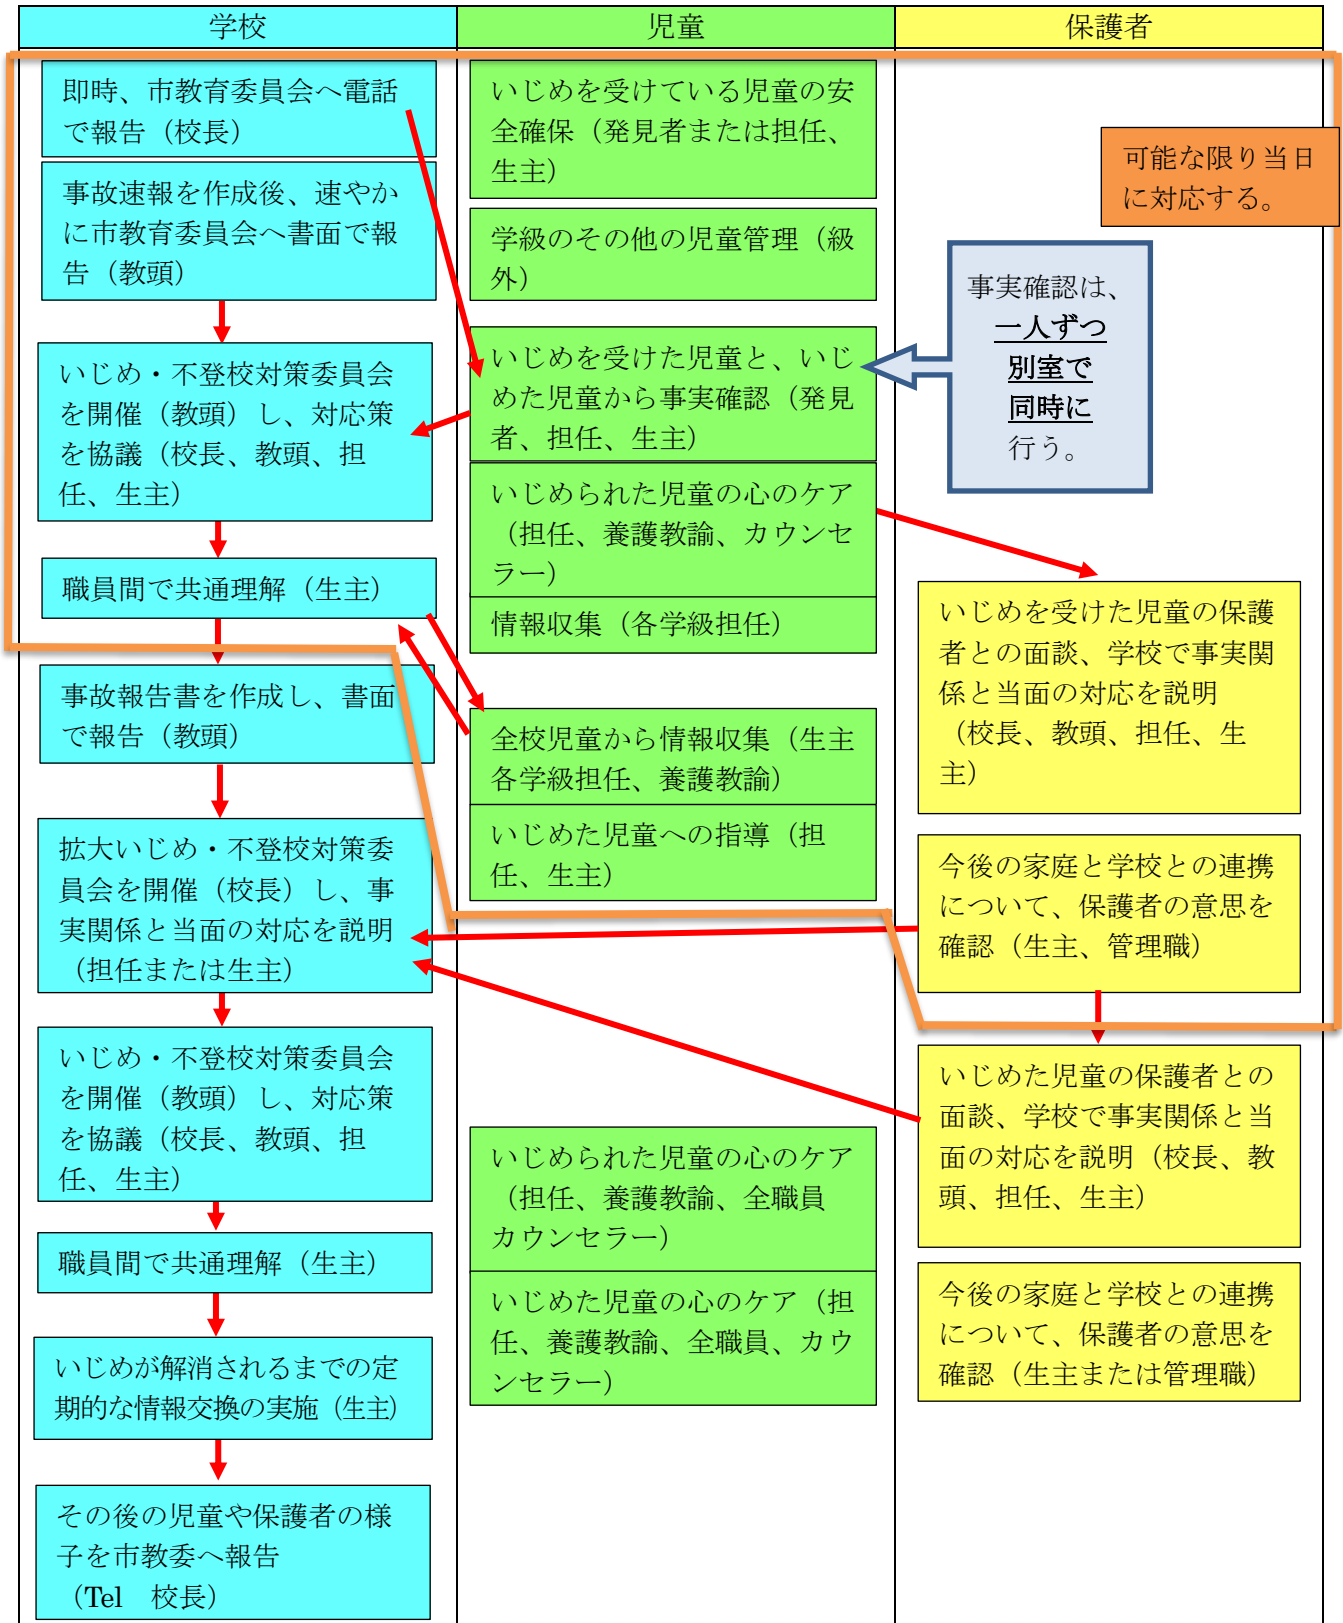 学校
児童
保護者
即時、市教育委員会へ電話
で報告（校長）
事故速報を作成後、速やか
に市教育委員会へ書面で報
告（教頭）
いじめ・不登校対策委員会
を開催（教頭）し、対応策
を協議（校長、教頭、担
任、生主）
職員間で共通理解（生主）
事故報告書を作成し、書面
で報告（教頭）
拡大いじめ・不登校対策委
員会を開催（校長）し、事
実関係と当面の対応を説明
（担任または生主）
いじめ・不登校対策委員会
を開催（教頭）し、対応策
を協議（校長、教頭、担
任、生主）
職員間で共通理解（生主）
いじめが解消されるまでの定
期的な情報交換の実施（生主）
その後の児童や保護者の様
子を市教委へ報告
（Tel　校長）
いじめを受けている児童の安
全確保（発見者または担任、
生主）
学級のその他の児童管理（級
外）
いじめを受けた児童と、いじ
めた児童から事実確認（発見
者、担任、生主）
いじめられた児童の心のケア
（担任、養護教諭、カウンセ
ラー）
情報収集（各学級担任）
全校児童から情報収集（生主
各学級担任、養護教諭）
いじめた児童への指導（担
任、生主）
いじめられた児童の心のケア
（担任、養護教諭、全職員
カウンセラー）
いじめた児童の心のケア（担
任、養護教諭、全職員、カウ
ンセラー）
可能な限り当日
に対応する。
事実確認は、
一人ずつ
別室で
同時に
行う。
いじめを受けた児童の保護
者との面談、学校で事実関
係と当面の対応を説明
（校長、教頭、担任、生
主）
今後の家庭と学校との連携
について、保護者の意思を
確認（生主、管理職）
いじめた児童の保護者との
面談、学校で事実関係と当
面の対応を説明（校長、教
頭、担任、生主）
今後の家庭と学校との連携
について、保護者の意思を
確認（生主または管理職）